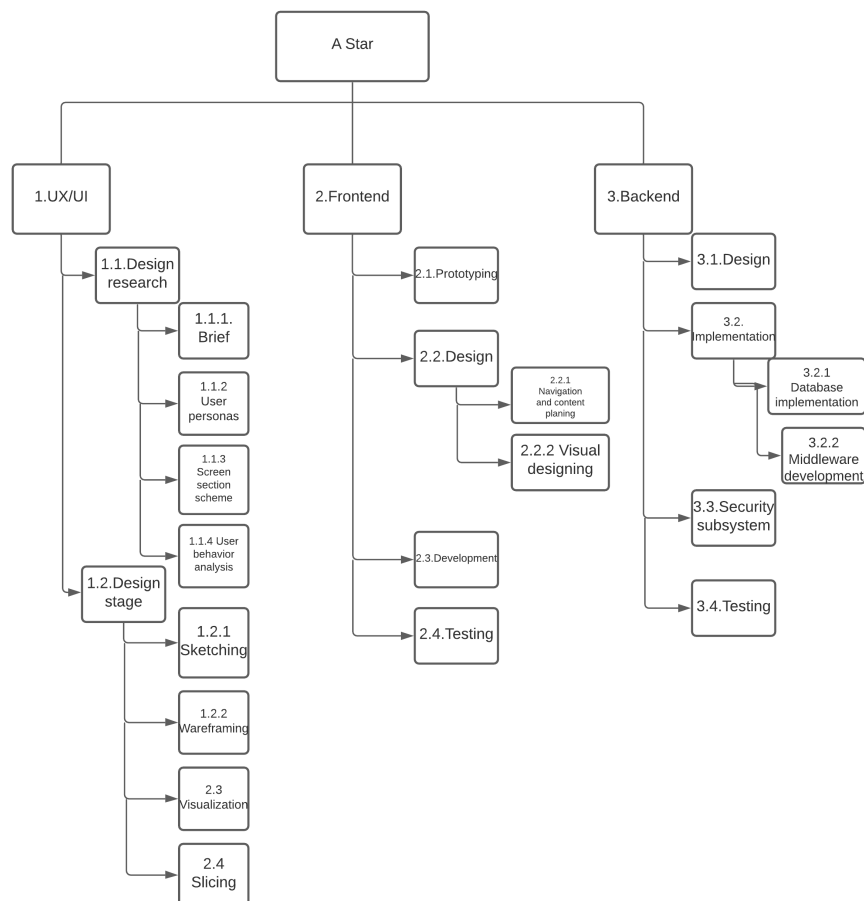 A Star
1.UX/UI
2.Frontend
3.Backend
1.1.Design
research
1.1.1.
Brief
1.1.2
User
personas
1.1.3
Screen
section
scheme
1.1.4 User
behavior
analysis
1.2.Design
stage
1.2.1
Sketching
1.2.2
Wareframing
2.3
Visualization
2.4
Slicing
2.1.Prototyping
2.2.Design
2.2.1
Navigation
and content
planing
2.2.2 Visual
designing
2.3.Development
2.4.Testing
3.1.Design
3.2.
Implementation
3.2.1
Database
implementation
3.2.2
Middleware
development
3.3.Security
subsystem
3.4.Testing